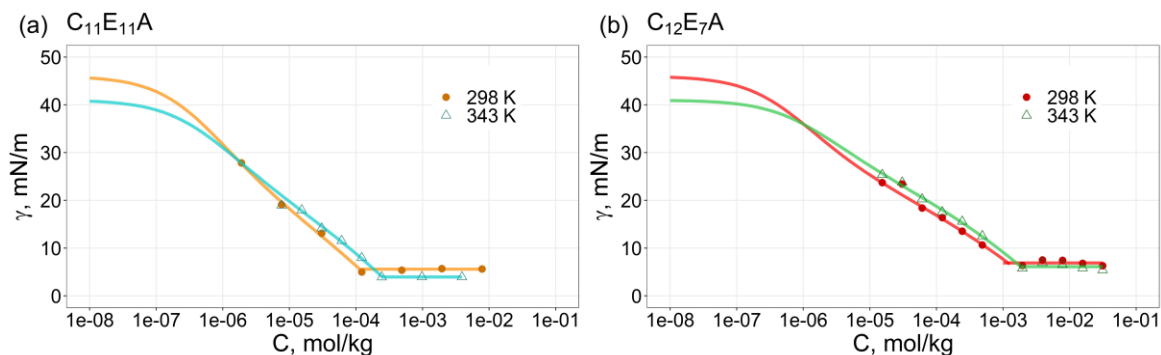 (a) C₁₁E₁₁A
50
40
30
20
10
0
γ, mN/m
298 K
343 K
1e-08 1e-07 1e-06 1e-05 1e-04 1e-03 1e-02 1e-01
C, mol/kg
(b) C₁₂E₇A
50
40
30
20
10
0
γ, mN/m
298 K
343 K
1e-08 1e-07 1e-06 1e-05 1e-04 1e-03 1e-02 1e-01
C, mol/kg